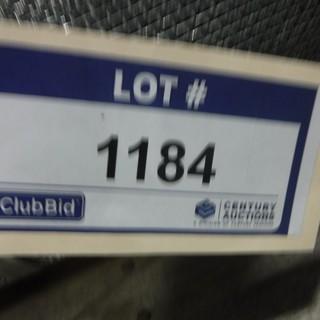 LOT #
1184
ClubBid
CENTURY
AUCTIONS